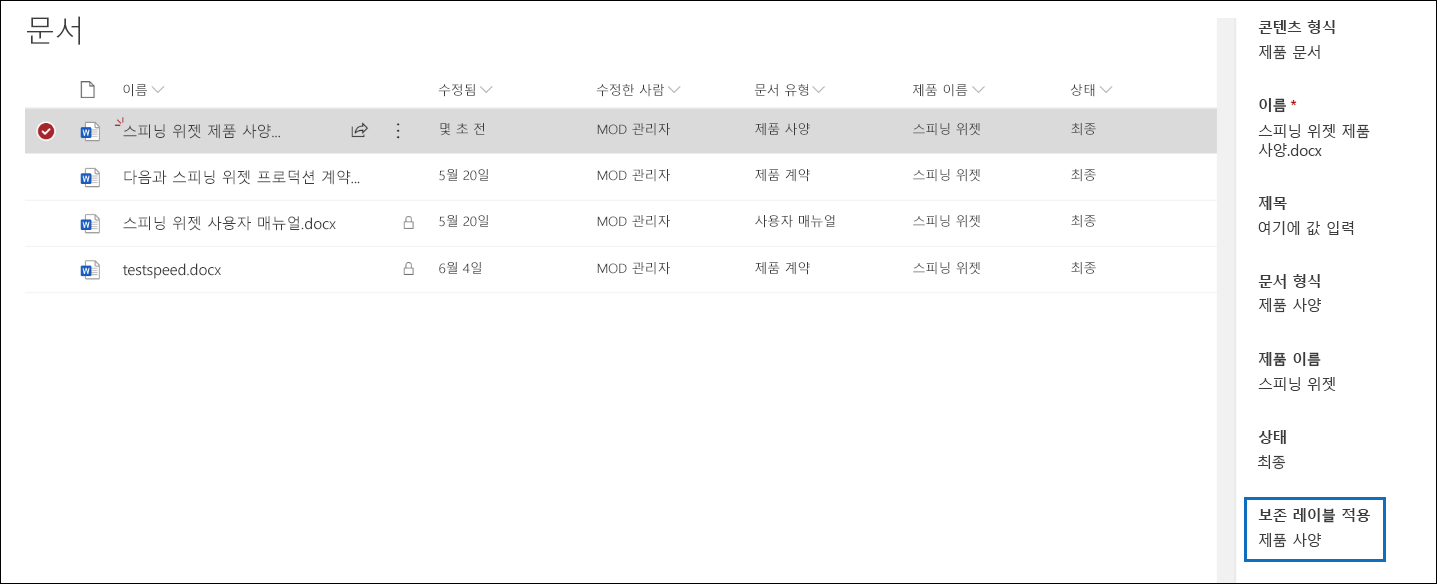 문서
이름 수정됨 수정한 사람 문서 유형 제품 이름 상태
스피닝 위젯 제품 사양... 몇 초 전 MOD 관리자 제품 사양 스피닝 위젯 최종
다음과 스피닝 위젯 프로덕션 계약... 5월 20일 MOD 관리자 제품 계약 스피닝 위젯 최종
스피닝 위젯 사용자 매뉴얼.docx 5월 20일 MOD 관리자 사용자 매뉴얼 스피닝 위젯 최종
testspeed.docx 6월 4일 MOD 관리자 제품 계약 스피닝 위젯 최종
콘텐츠 형식
제품 문서
이름 *
스피닝 위젯 제품
사양.docx
제목
여기에 값 입력
문서 형식
제품 사양
제품 이름
스피닝 위젯
상태
최종
보존 레이블 적용
제품 사양